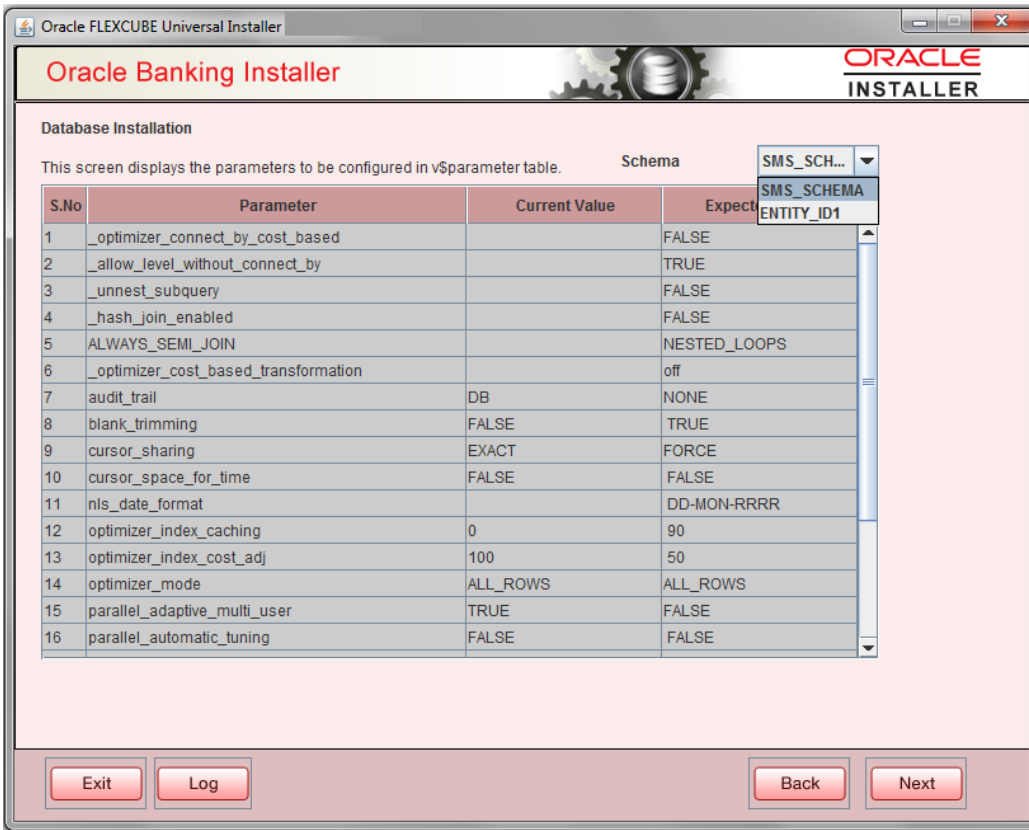 Oracle FLEXCUBE Universal Installer
Oracle Banking Installer
ORACLE
INSTALLER
Database Installation
This screen displays the parameters to be configured in v$parameter table.
Schema
SMS_SCH...
SMS_SCHEMA
ENTITY_ID1
S.No Parameter Current Value Expect
1 _optimizer_connect_by_cost_based FALSE
2 _allow_level_without_connect_by TRUE
3 _unnest_subquery FALSE
4 _hash_join_enabled FALSE
5 ALWAYS_SEMI_JOIN NESTED_LOOPS
6 _optimizer_cost_based_transformation off
7 audit_trail DB NONE
8 blank_trimming FALSE TRUE
9 cursor_sharing EXACT FORCE
10 cursor_space_for_time FALSE FALSE
11 nls_date_format DD-MON-RRRR
12 optimizer_index_caching 0 90
13 optimizer_index_cost_adj 100 50
14 optimizer_mode ALL_ROWS ALL_ROWS
15 parallel_adaptive_multi_user TRUE FALSE
16 parallel_automatic_tuning FALSE FALSE
Exit Log Back Next